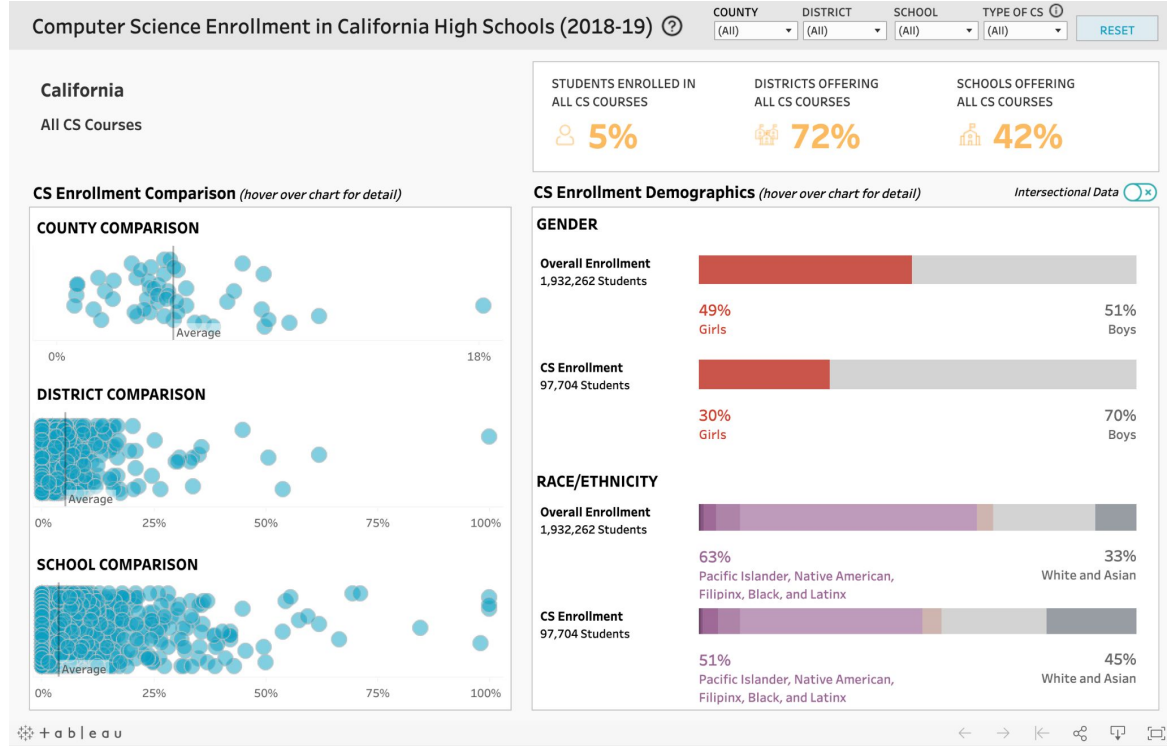 Computer Science Enrollment in California High Schools (2018-19) ?
COUNTY
DISTRICT
SCHOOL
TYPE OF CS
(All)
(All)
(All)
(All)
RESET
California
All CS Courses
STUDENTS ENROLLED IN
ALL CS COURSES
5%
DISTRICTS OFFERING
ALL CS COURSES
72%
SCHOOLS OFFERING
ALL CS COURSES
42%
CS Enrollment Comparison (hover over chart for detail)
COUNTY COMPARISON
Average
0%
18%
DISTRICT COMPARISON
Average
0%
25%
50%
75%
100%
SCHOOL COMPARISON
Average
0%
25%
50%
75%
100%
CS Enrollment Demographics (hover over chart for detail)
Intersectional Data
GENDER
Overall Enrollment
1,932,262 Students
49%
Girls
51%
Boys
CS Enrollment
97,704 Students
30%
Girls
70%
Boys
RACE/ETHNICITY
Overall Enrollment
1,932,262 Students
63%
Pacific Islander, Native American,
Filipinx, Black, and Latinx
33%
White and Asian
CS Enrollment
97,704 Students
51%
Pacific Islander, Native American,
Filipinx, Black, and Latinx
45%
White and Asian
tableau